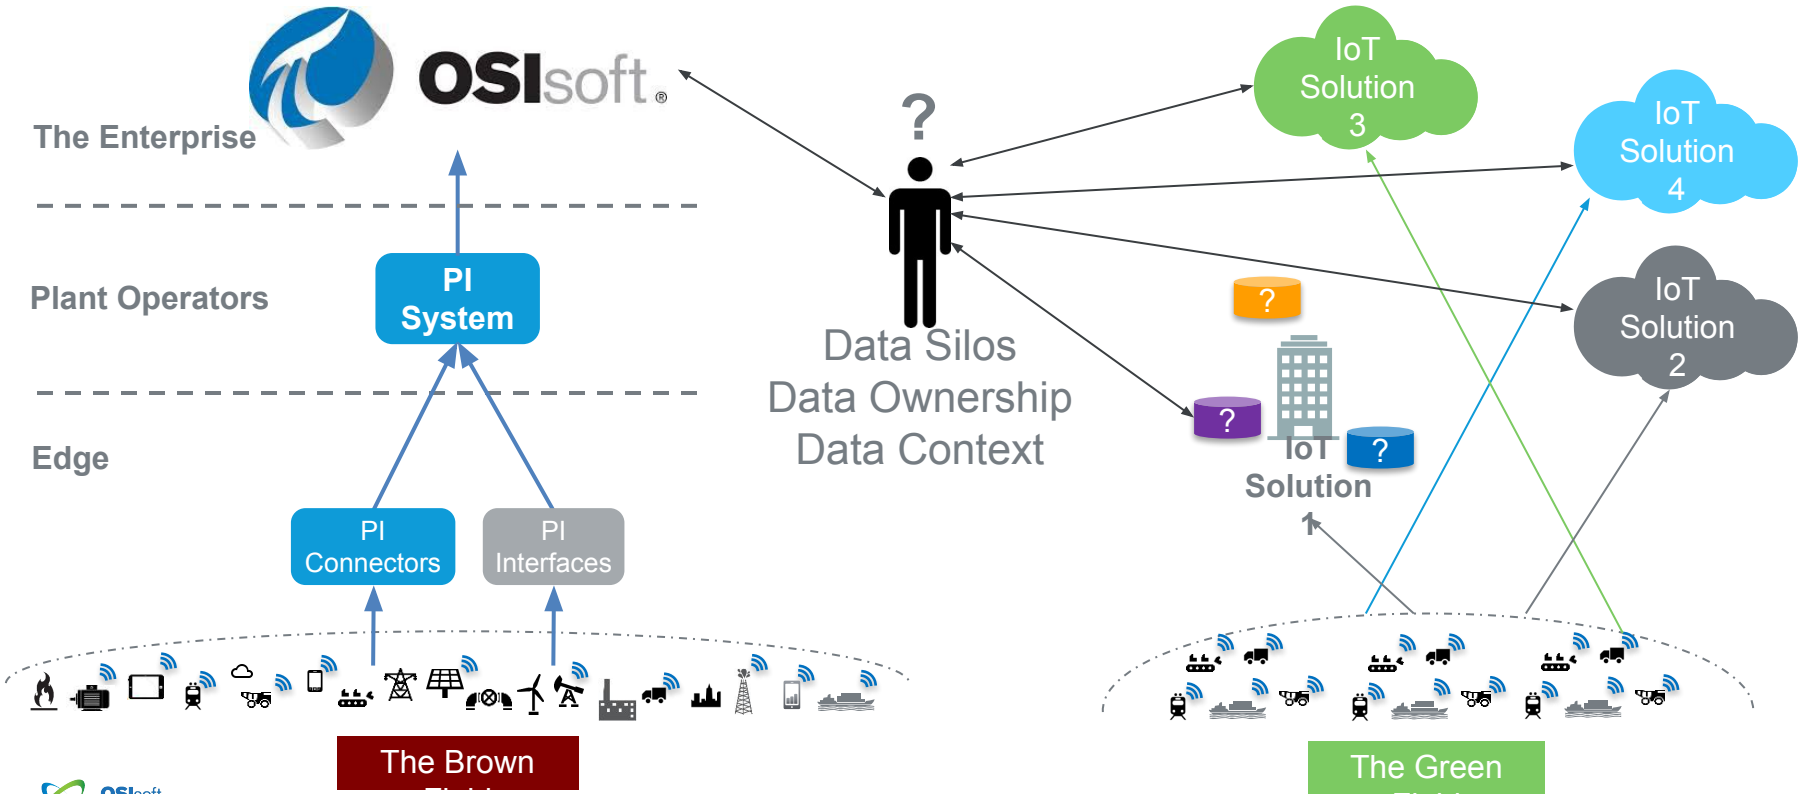 OSIsoft®
The Enterprise
?
IoT
Solution
3
IoT
Solution
4
Plant Operators
PI
System
Data Silos
Data Ownership
Data Context
?
IoT
Solution
2
?
?
IoT
Solution
1
Edge
PI
Connectors
PI
Interfaces
The Brown
The Green
OSIsoft